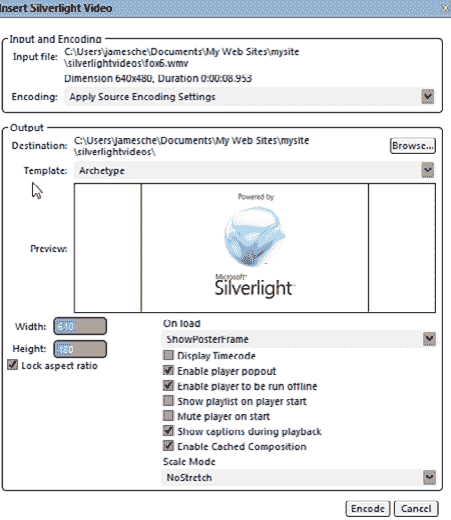 Insert Silverlight Video
Input and Encoding
Input file: C:\Users\jamesche\Documents\My Web Sites\mysite
\silverlightvideos\fox6.wmv
Dimension 640x480, Duration 0:00:08.953
Encoding: Apply Source Encoding Settings
Output
Destination: C:\Users\jamesche\Documents\My Web Sites\mysite
\silverlightvideos\
Browse...
Template: Archetype
Preview:
Powered by
Microsoft
Silverlight
Width: 640
Height: 480
Lock aspect ratio
On load
ShowPosterFrame
Display Timecode
Enable player popout
Enable player to be run offline
Show playlist on player start
Mute player on start
Show captions during playback
Enable Cached Composition
Scale Mode
NoStretch
Encode
Cancel